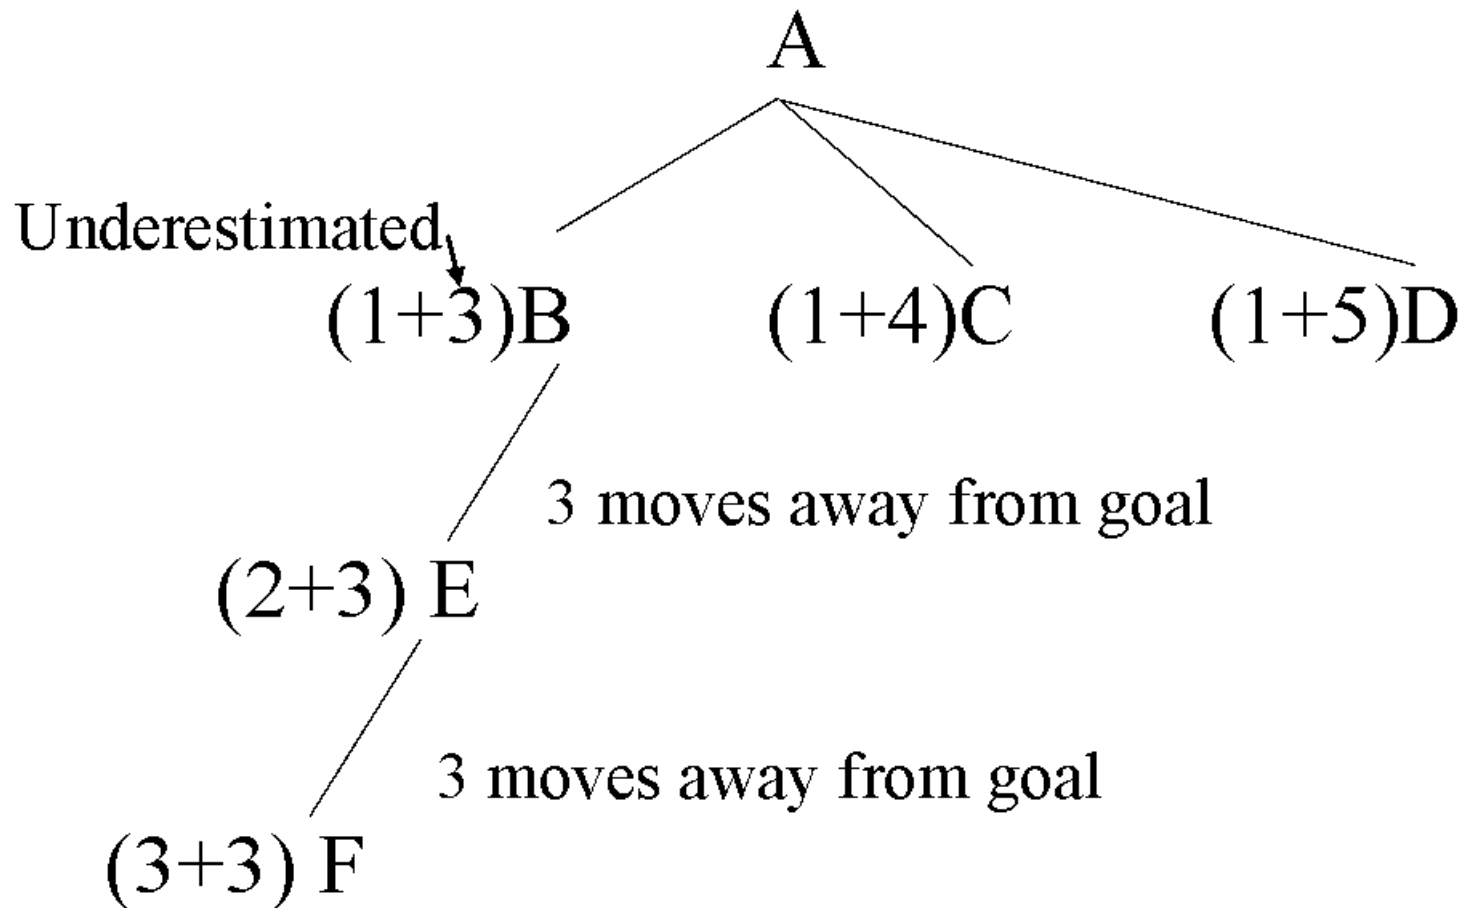 A
Underestimated
(1+3)B
(1+4)C
(1+5)D
3 moves away from goal
(2+3) E
3 moves away from goal
(3+3) F